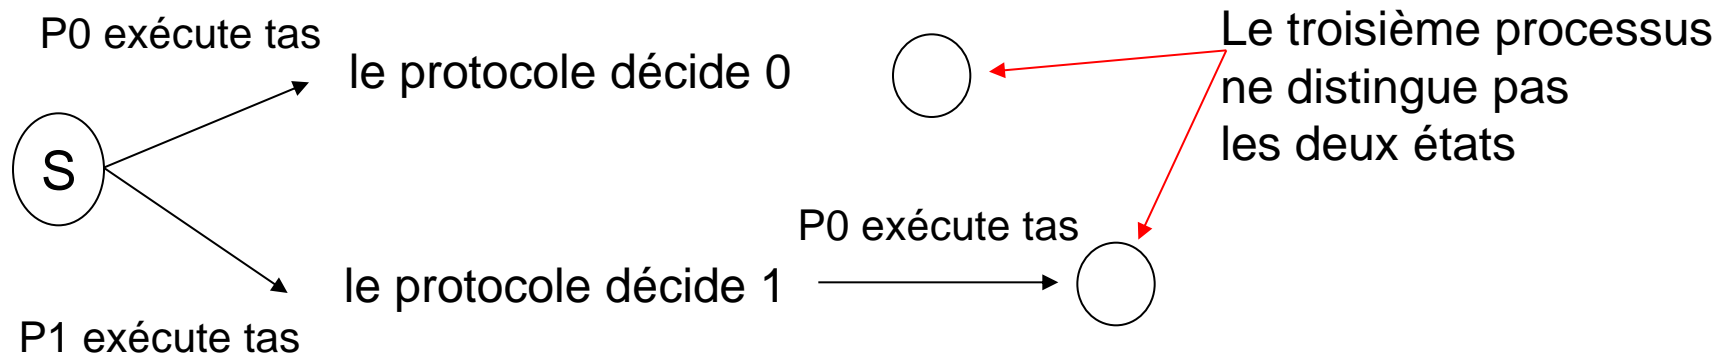 P0 exécute tas
le protocole décide 0
Le troisième processus
ne distingue pas
les deux états
S
P0 exécute tas
le protocole décide 1
P1 exécute tas